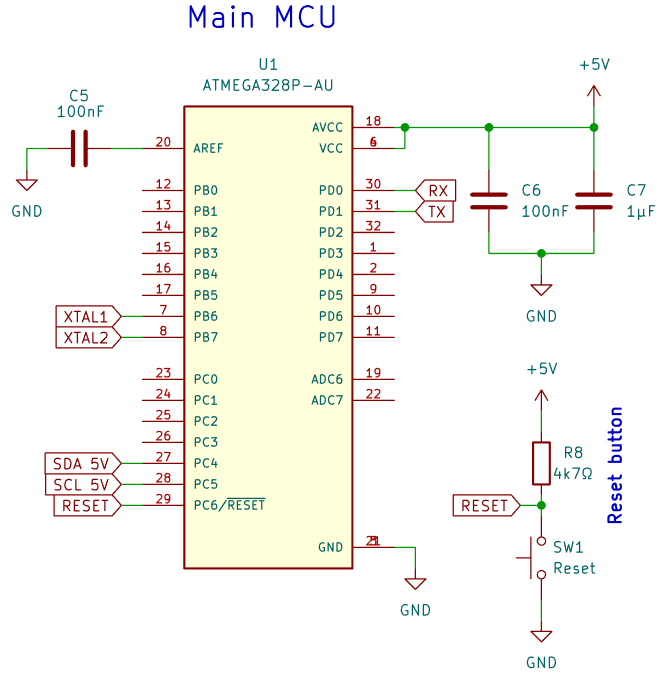 Main MCU
U1
ATMEGA328P-AU
+5V
C5
100nF
18
AVCC
20
AREF
VCC
GND
12
PB0
PD0
30
RX
C6
100nF
C7
1µF
13
PB1
PD1
31
TX
14
PB2
PD2
32
15
PB3
PD3
1
16
PB4
PD4
2
17
PB5
PD5
9
GND
XTAL1
7
PB6
PD6
10
XTAL2
8
PB7
PD7
11
+5V
23
PC0
ADC6
19
24
PC1
ADC7
22
25
PC2
26
PC3
SDA 5V
27
PC4
R8
4k7Ω
Reset button
SCL 5V
28
PC5
RESET
29
PC6/RESET
RESET
GND
SW1
Reset
GND
GND